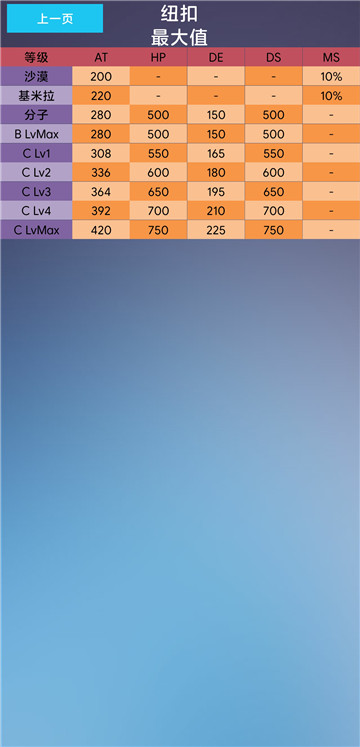 上一页
纽扣
最大值
等级 AT HP DE DS MS
沙漠 200 - - - 10%
基米拉 220 - - - 10%
分子 280 500 150 500 -
B LvMax 280 500 150 500 -
C Lv1 308 550 165 550 -
C Lv2 336 600 180 600 -
C Lv3 364 650 195 650 -
C Lv4 392 700 210 700 -
C LvMax 420 750 225 750 -